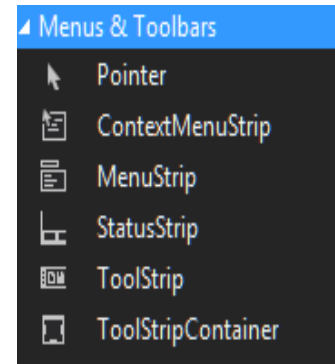 Menus & Toolbars
Pointer
ContextMenuStrip
MenuStrip
StatusStrip
ToolStrip
ToolStripContainer